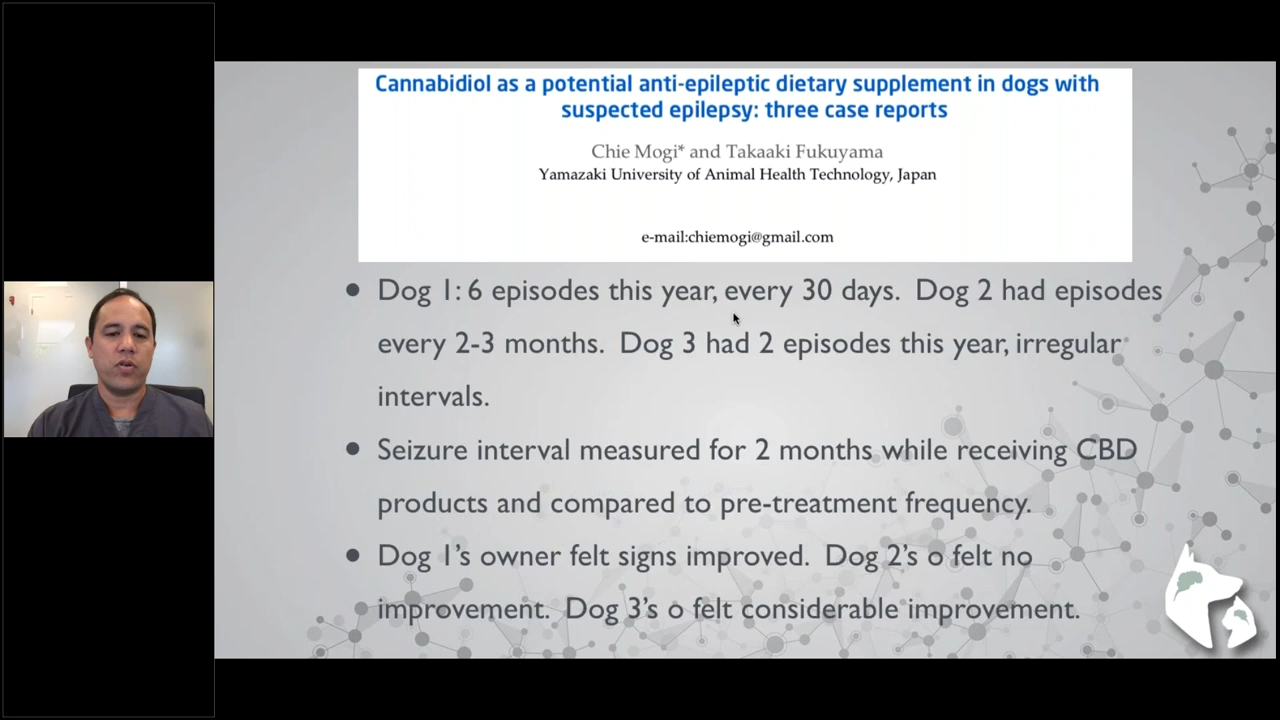 Cannabidiol as a potential anti-epileptic dietary supplement in dogs with
suspected epilepsy: three case reports
Chie Mogi* and Takaaki Fukuyama
Yamazaki University of Animal Health Technology, Japan
e-mail:chiemogi@gmail.com
• Dog 1: 6 episodes this year, every 30 days. Dog 2 had episodes
every 2-3 months. Dog 3 had 2 episodes this year, irregular
intervals.
• Seizure interval measured for 2 months while receiving CBD
products and compared to pre-treatment frequency.
• Dog 1's owner felt signs improved. Dog 2's o felt no
improvement. Dog 3's o felt considerable improvement.